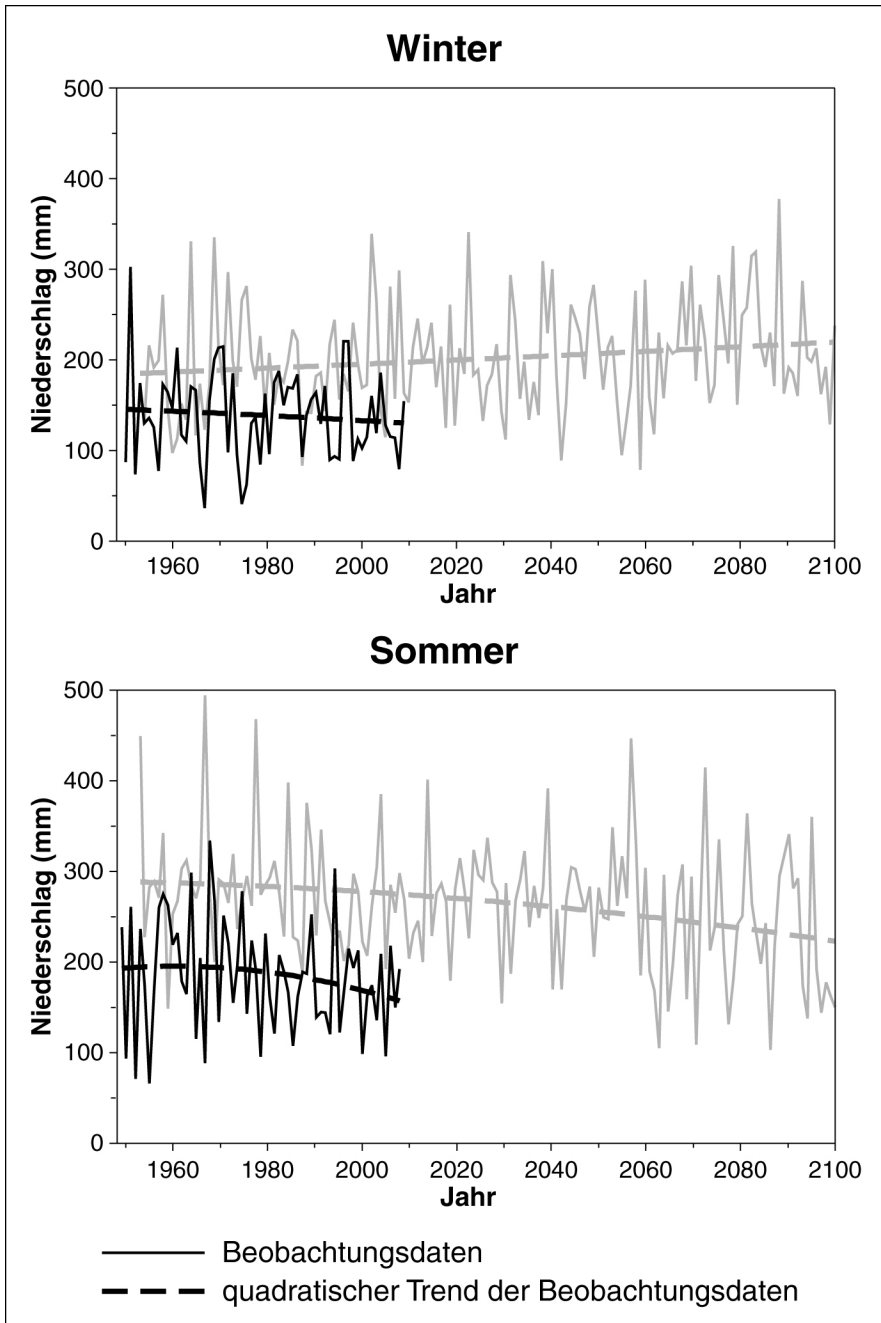 Winter
Niederschlag (mm)
500
400
300
200
100
0
1960 1980 2000 2020 2040 2060 2080 2100
Jahr
Sommer
Niederschlag (mm)
500
400
300
200
100
0
1960 1980 2000 2020 2040 2060 2080 2100
Jahr
Beobachtungsdaten
quadratischer Trend der Beobachtungsdaten